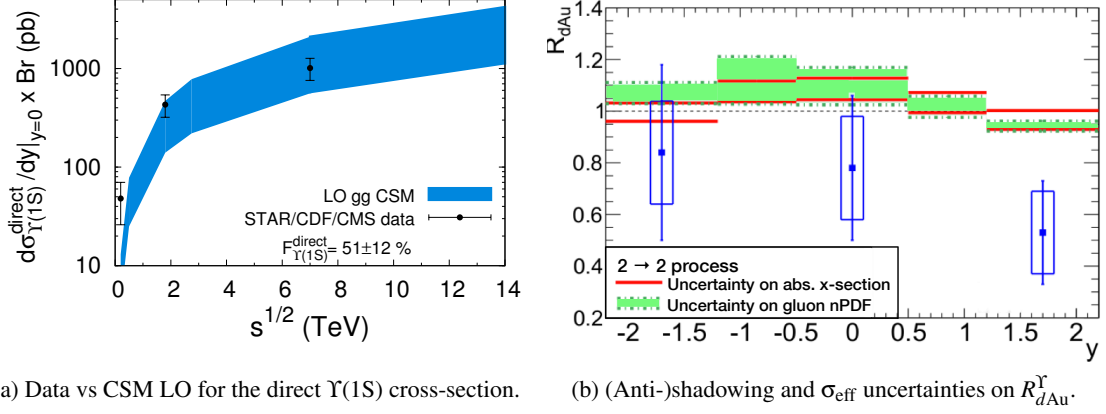 dσ^direct_Υ(1S)/dy|y=0 x Br (pb)
1000
100
10
0 2 4 6 8 10 12 14
s^1/2 (TeV)
LO gg CSM
STAR/CDF/CMS data
F^direct_Υ(1S)= 51±12 %
a) Data vs CSM LO for the direct Υ(1S) cross-section.
R_dAu
1.4
1.2
1
0.8
0.6
0.4
0.2
2 → 2 process
Uncertainty on abs. x-section
Uncertainty on gluon nPDF
-2 -1.5 -1 -0.5 0 0.5 1 1.5 2
y
(b) (Anti-)shadowing and σ_eff uncertainties on R^Υ_dAu.